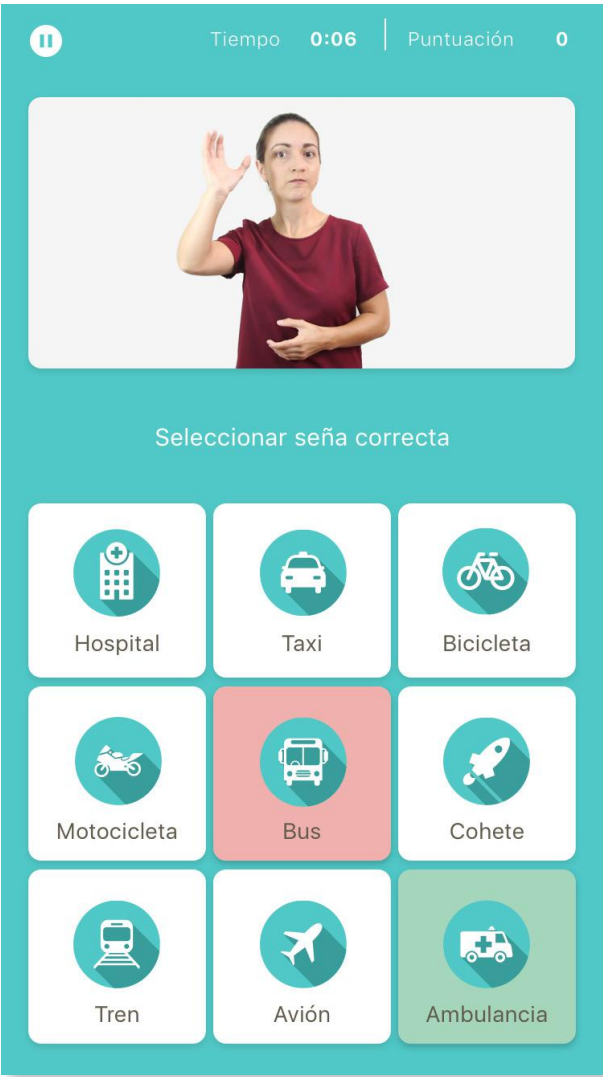 Tiempo 0:06 Puntuación 0
Seleccionar seña correcta
Hospital Taxi Bicicleta
Motocicleta Bus Cohete
Tren Avión Ambulancia